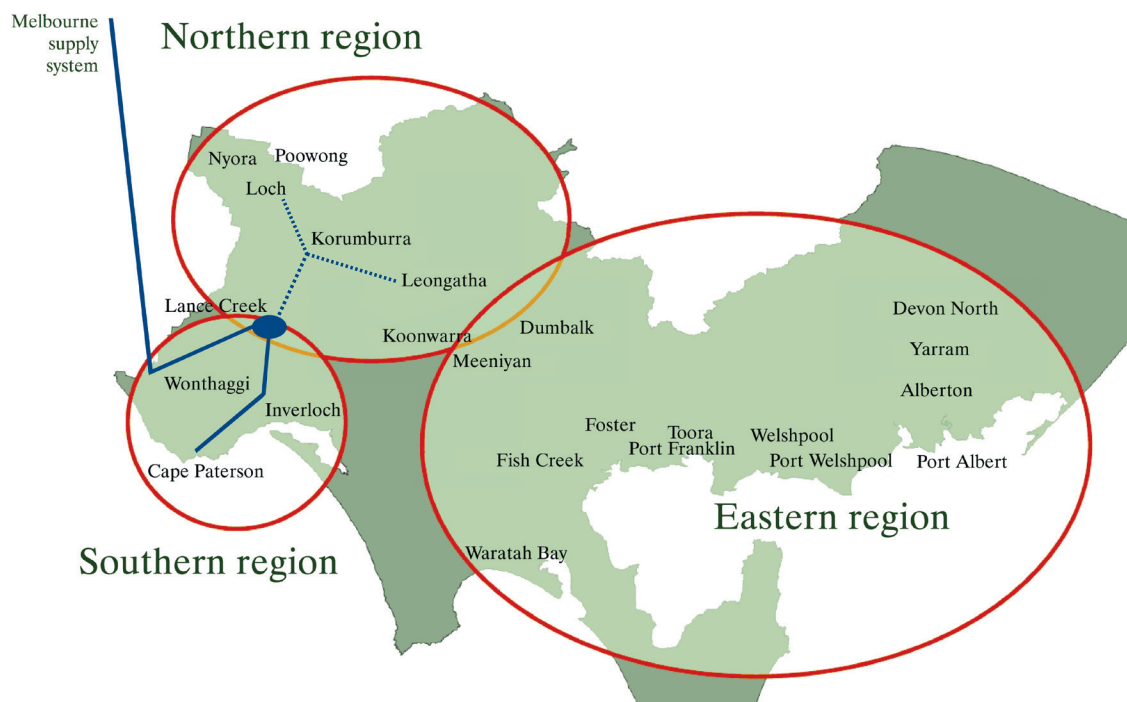 Melbourne
supply
system
Northern region
Nyora
Poowong
Loch
Korumburra
Leongatha
Lance Creek
Koonwarra
Dumbalk
Meeniyan
Devon North
Yarram
Alberton
Wonthaggi
Inverloch
Cape Paterson
Southern region
Foster
Toora
Port Franklin
Welshpool
Port Welshpool
Port Albert
Fish Creek
Eastern region
Waratah Bay